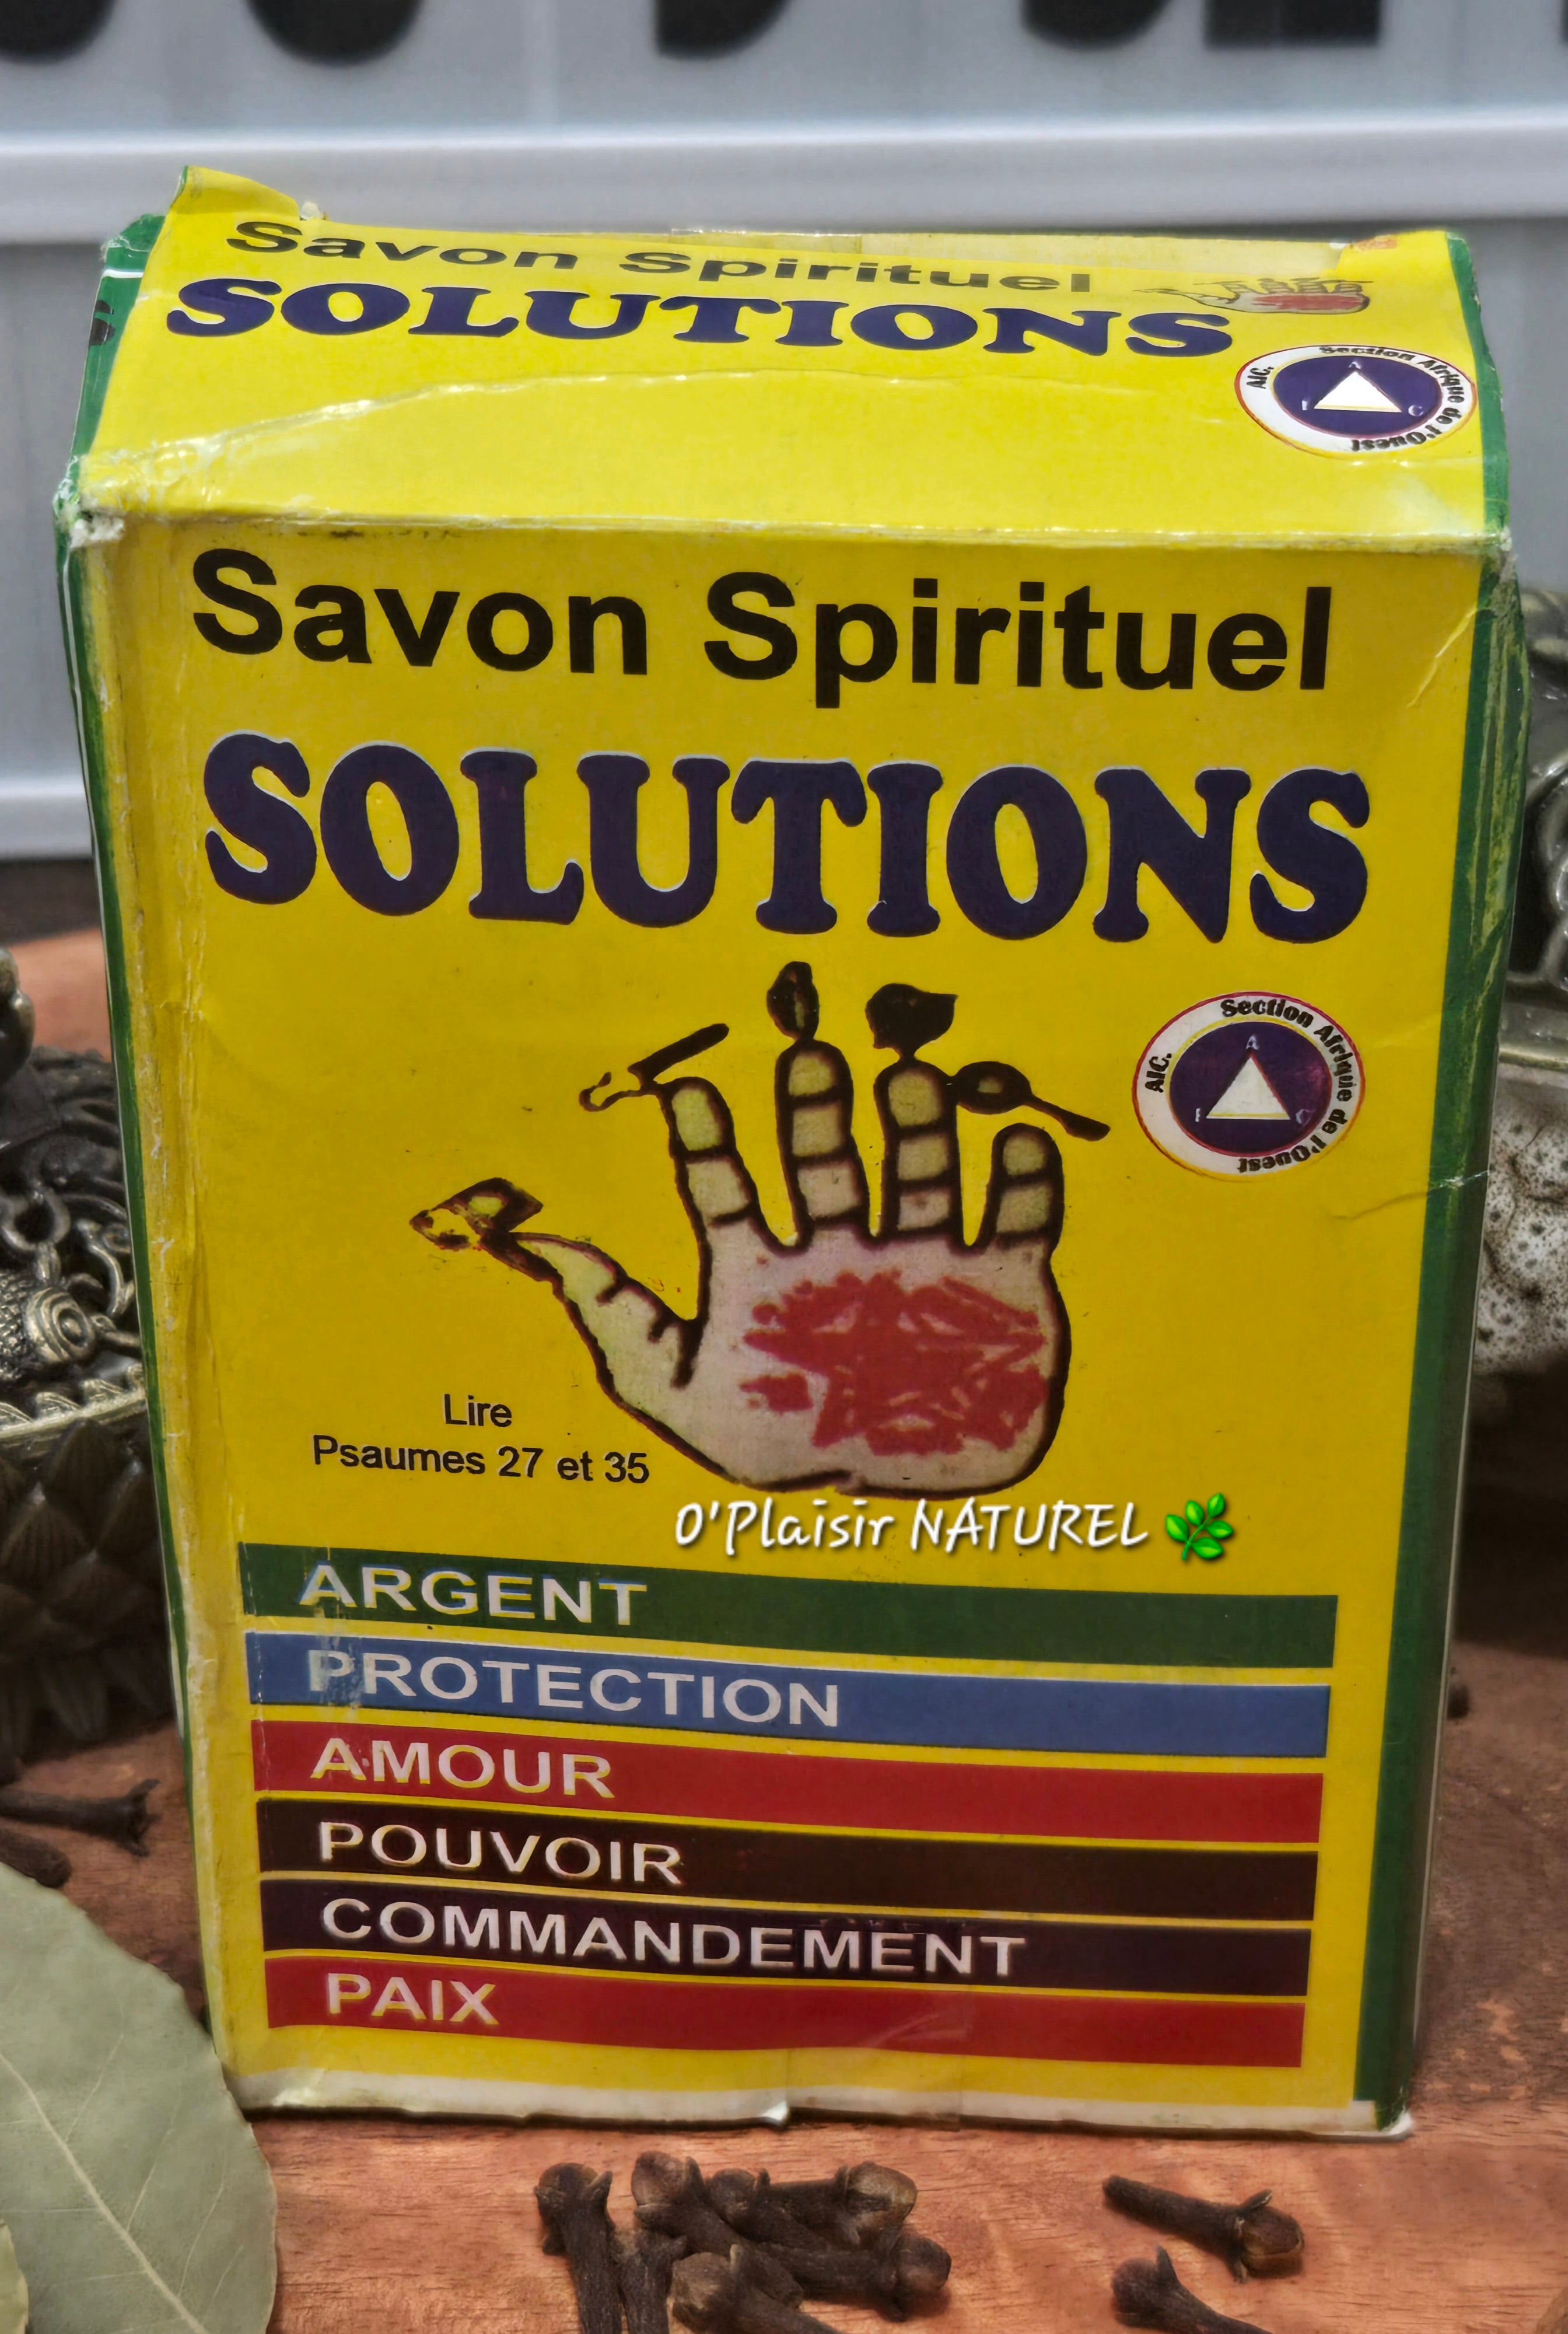 Savon Spirituel
SOLUTIONS
AIC. Section Afrique de l'Ouest
A
I C
Savon Spirituel
SOLUTIONS
AIC. Section Afrique de l'Ouest
A
I C
Lire
Psaumes 27 et 35
O'Plaisir NATUREL
ARGENT
PROTECTION
AMOUR
POUVOIR
COMMANDEMENT
PAIX